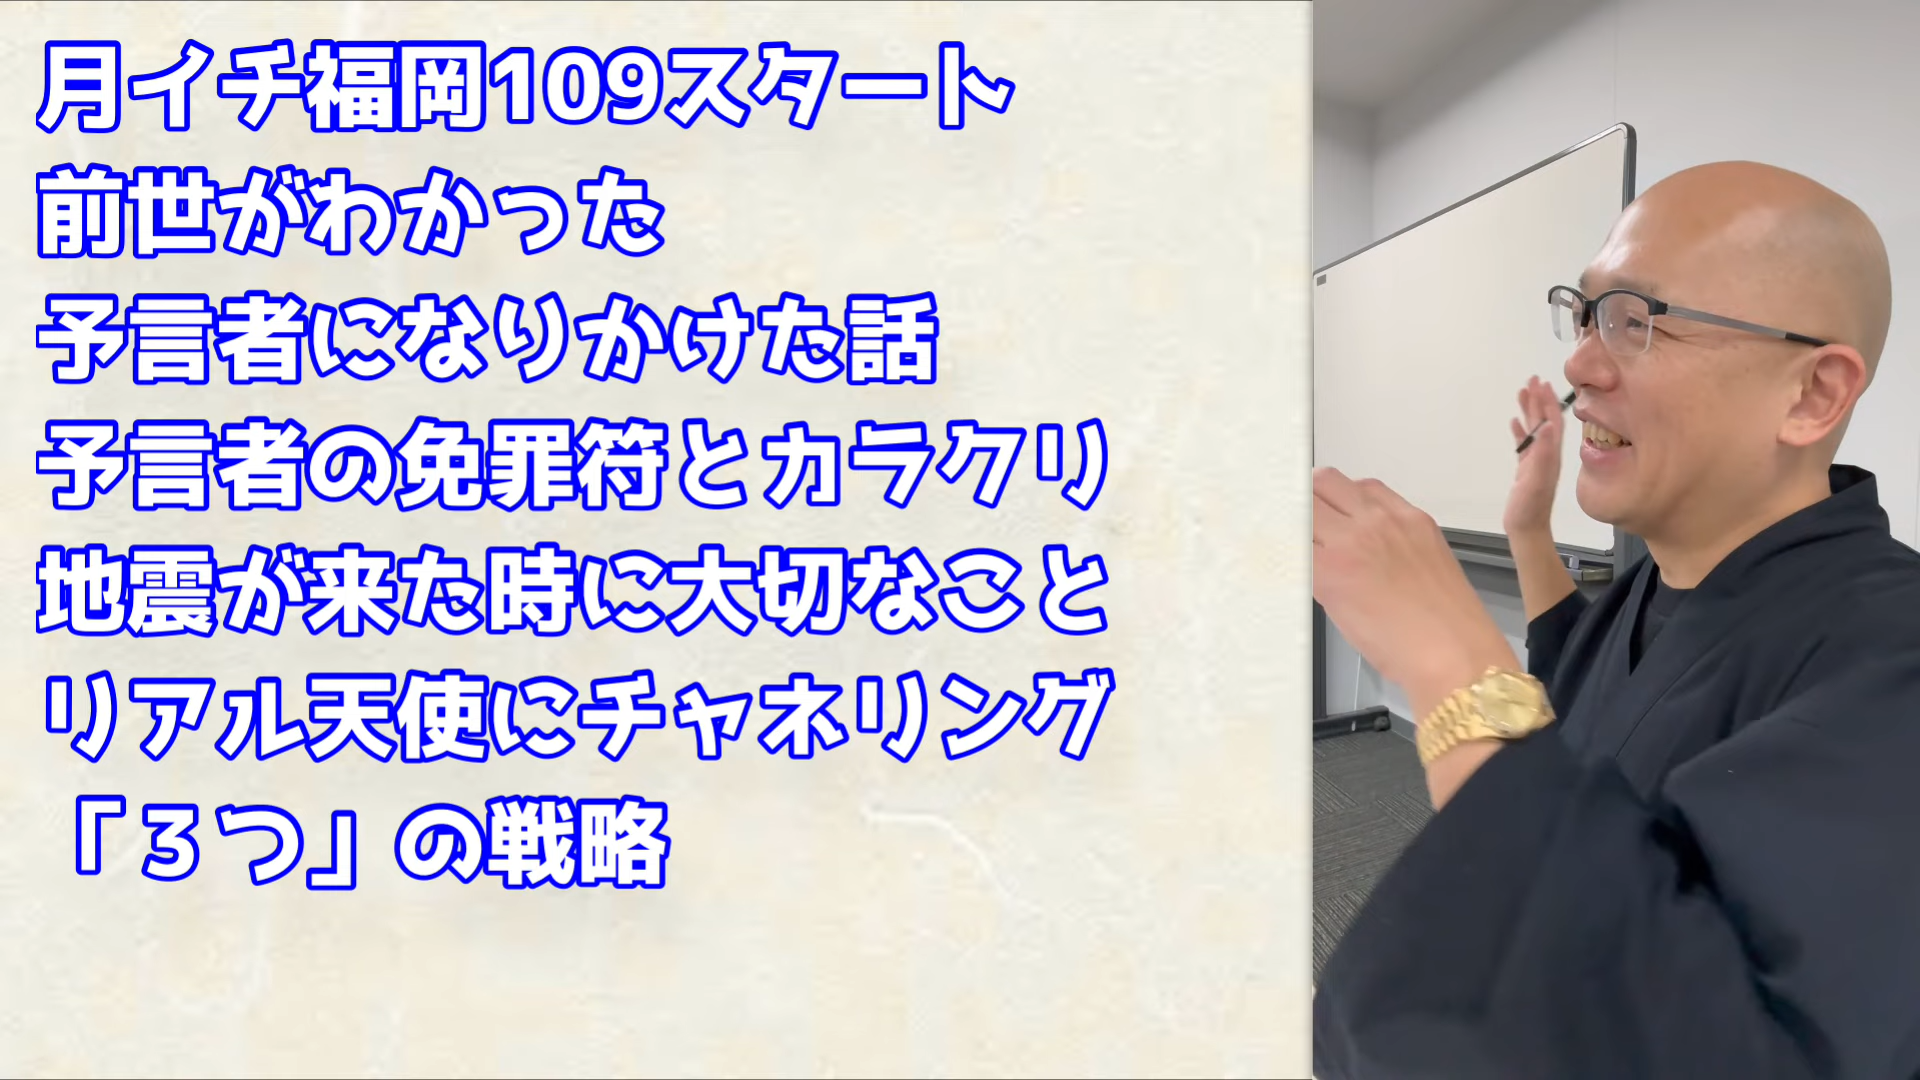 月イチ福岡109スタート
前世がわかった
予言者になりかけた話
予言者の免罪符とカラクリ
地震が来た時に大切なこと
リアル天使にチャネリング
「３つ」の戦略